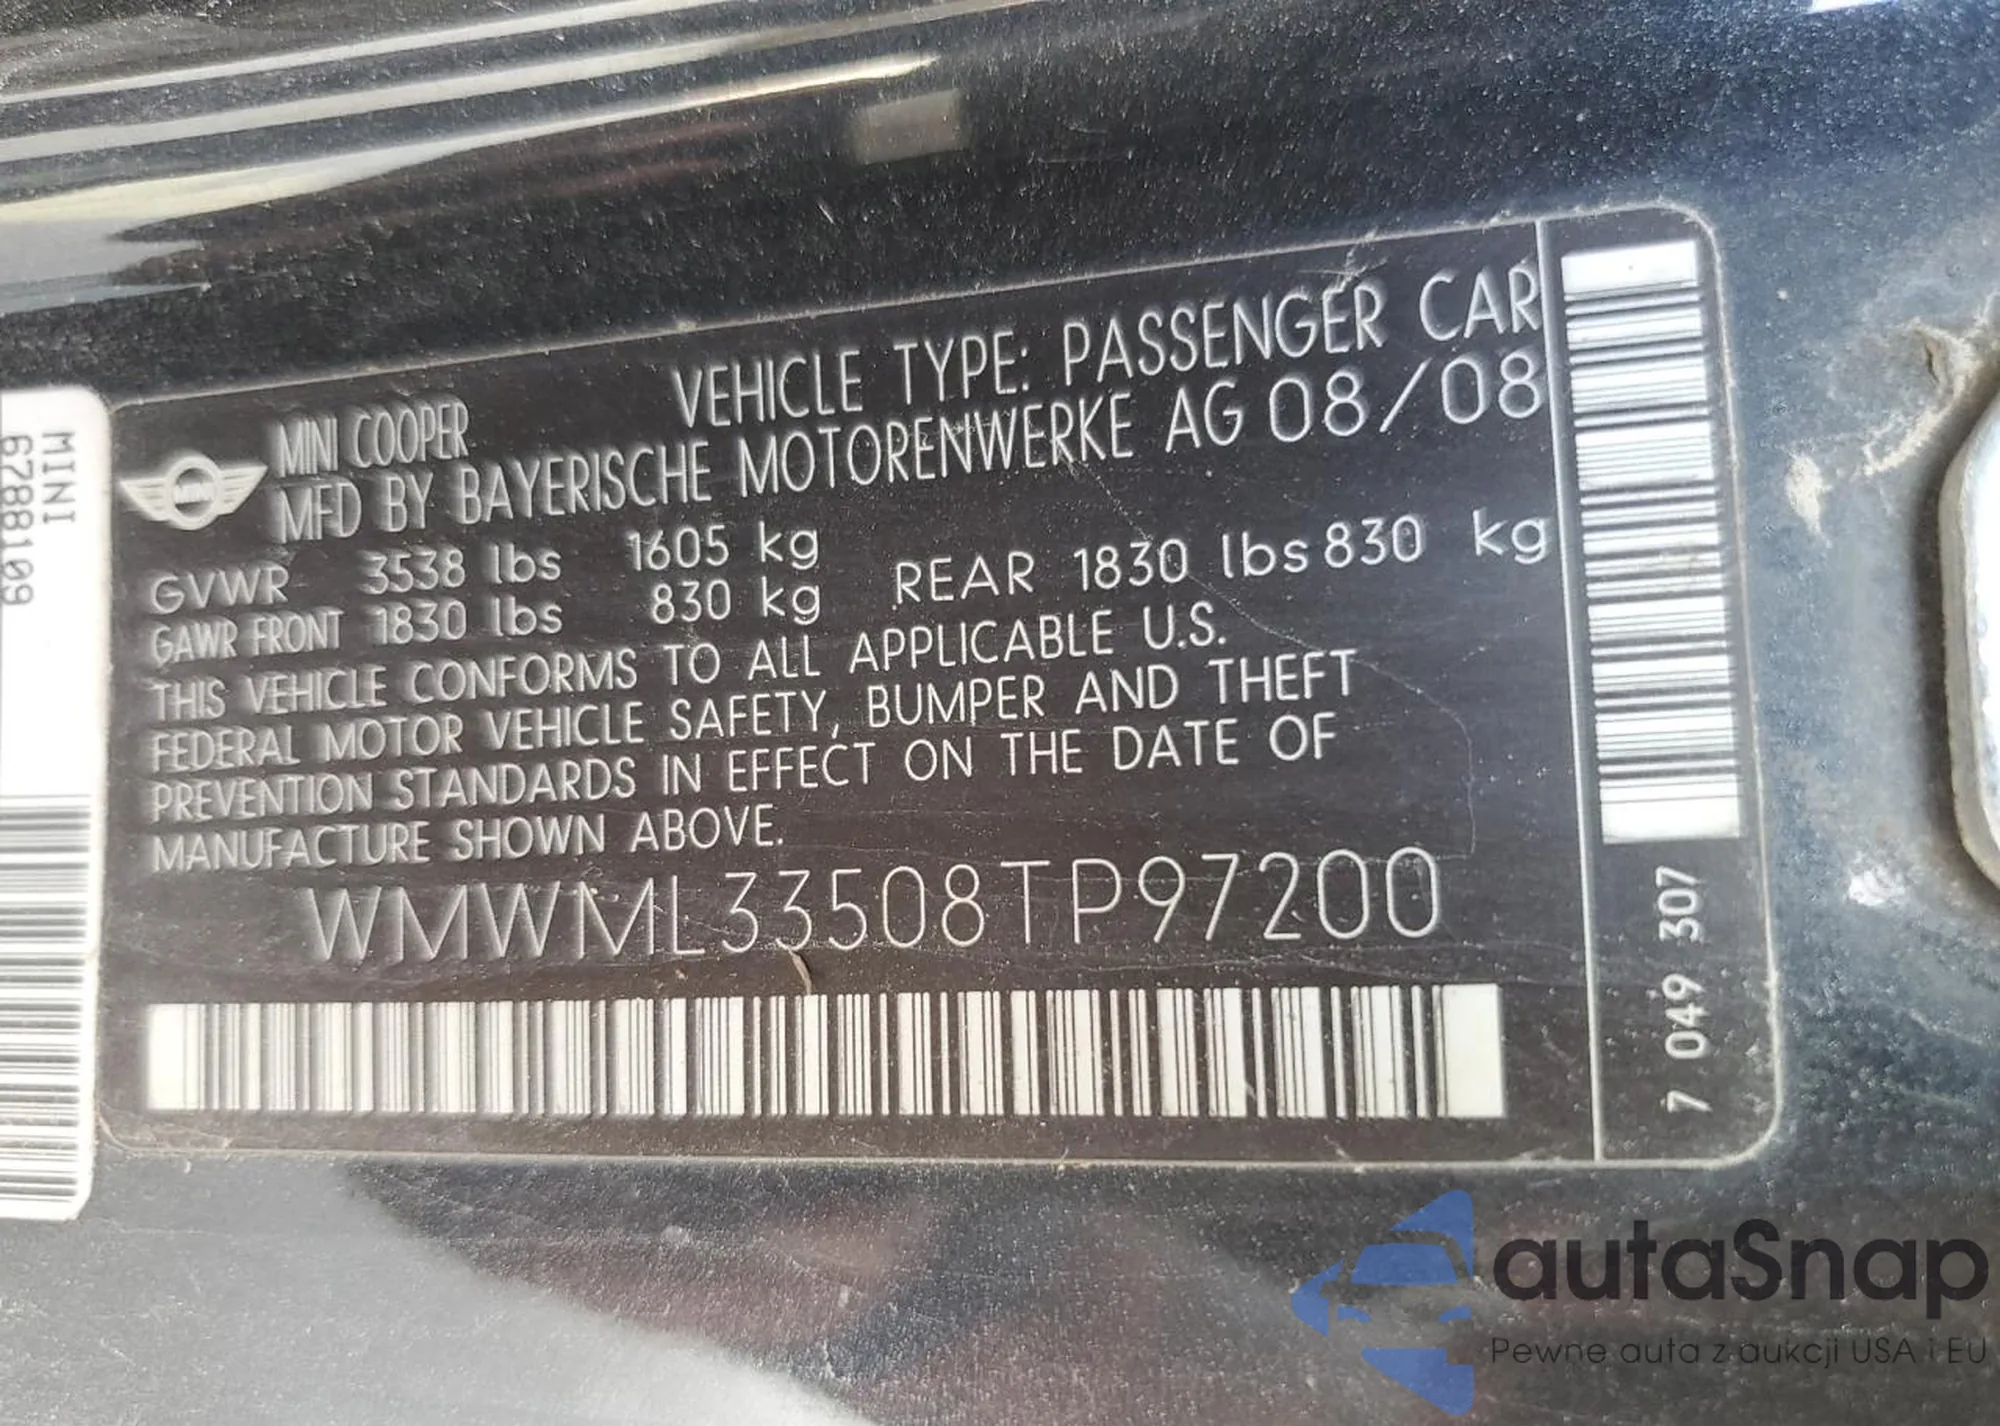 MINI
6788109
VEHICLE TYPE: PASSENGER CAR
MINI COOPER
MFD BY BAYERISCHE MOTORENWERKE AG 08/08
GVWR 3538 lbs 1605 kg
GAWR FRONT 1830 lbs 830 kg REAR 1830 lbs 830 kg
THIS VEHICLE CONFORMS TO ALL APPLICABLE U.S.
FEDERAL MOTOR VEHICLE SAFETY, BUMPER AND THEFT
PREVENTION STANDARDS IN EFFECT ON THE DATE OF
MANUFACTURE SHOWN ABOVE.
WMWML33508TP97200
7 049 307
autaSnap
Pewne auta z aukcji USA i EU